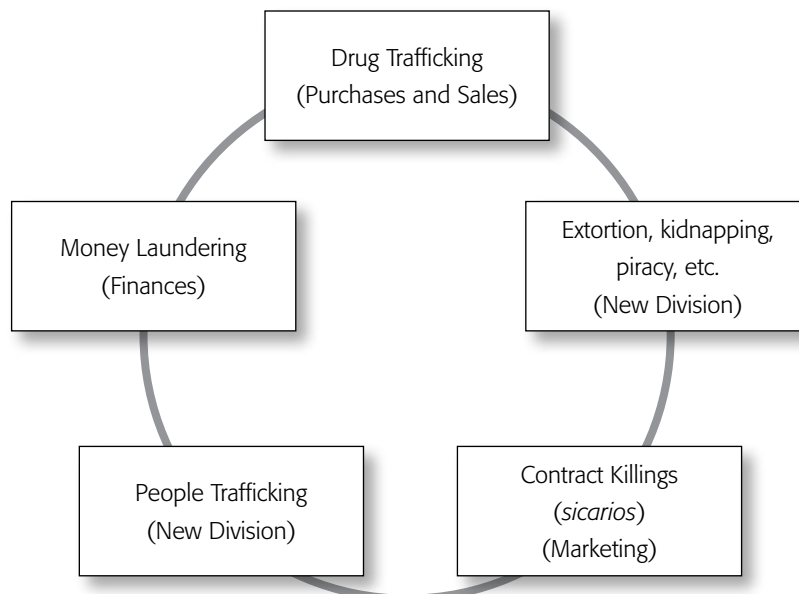 Drug Trafficking
(Purchases and Sales)
Money Laundering
(Finances)
Extortion, kidnapping,
piracy, etc.
(New Division)
People Trafficking
(New Division)
Contract Killings
(sicarios)
(Marketing)